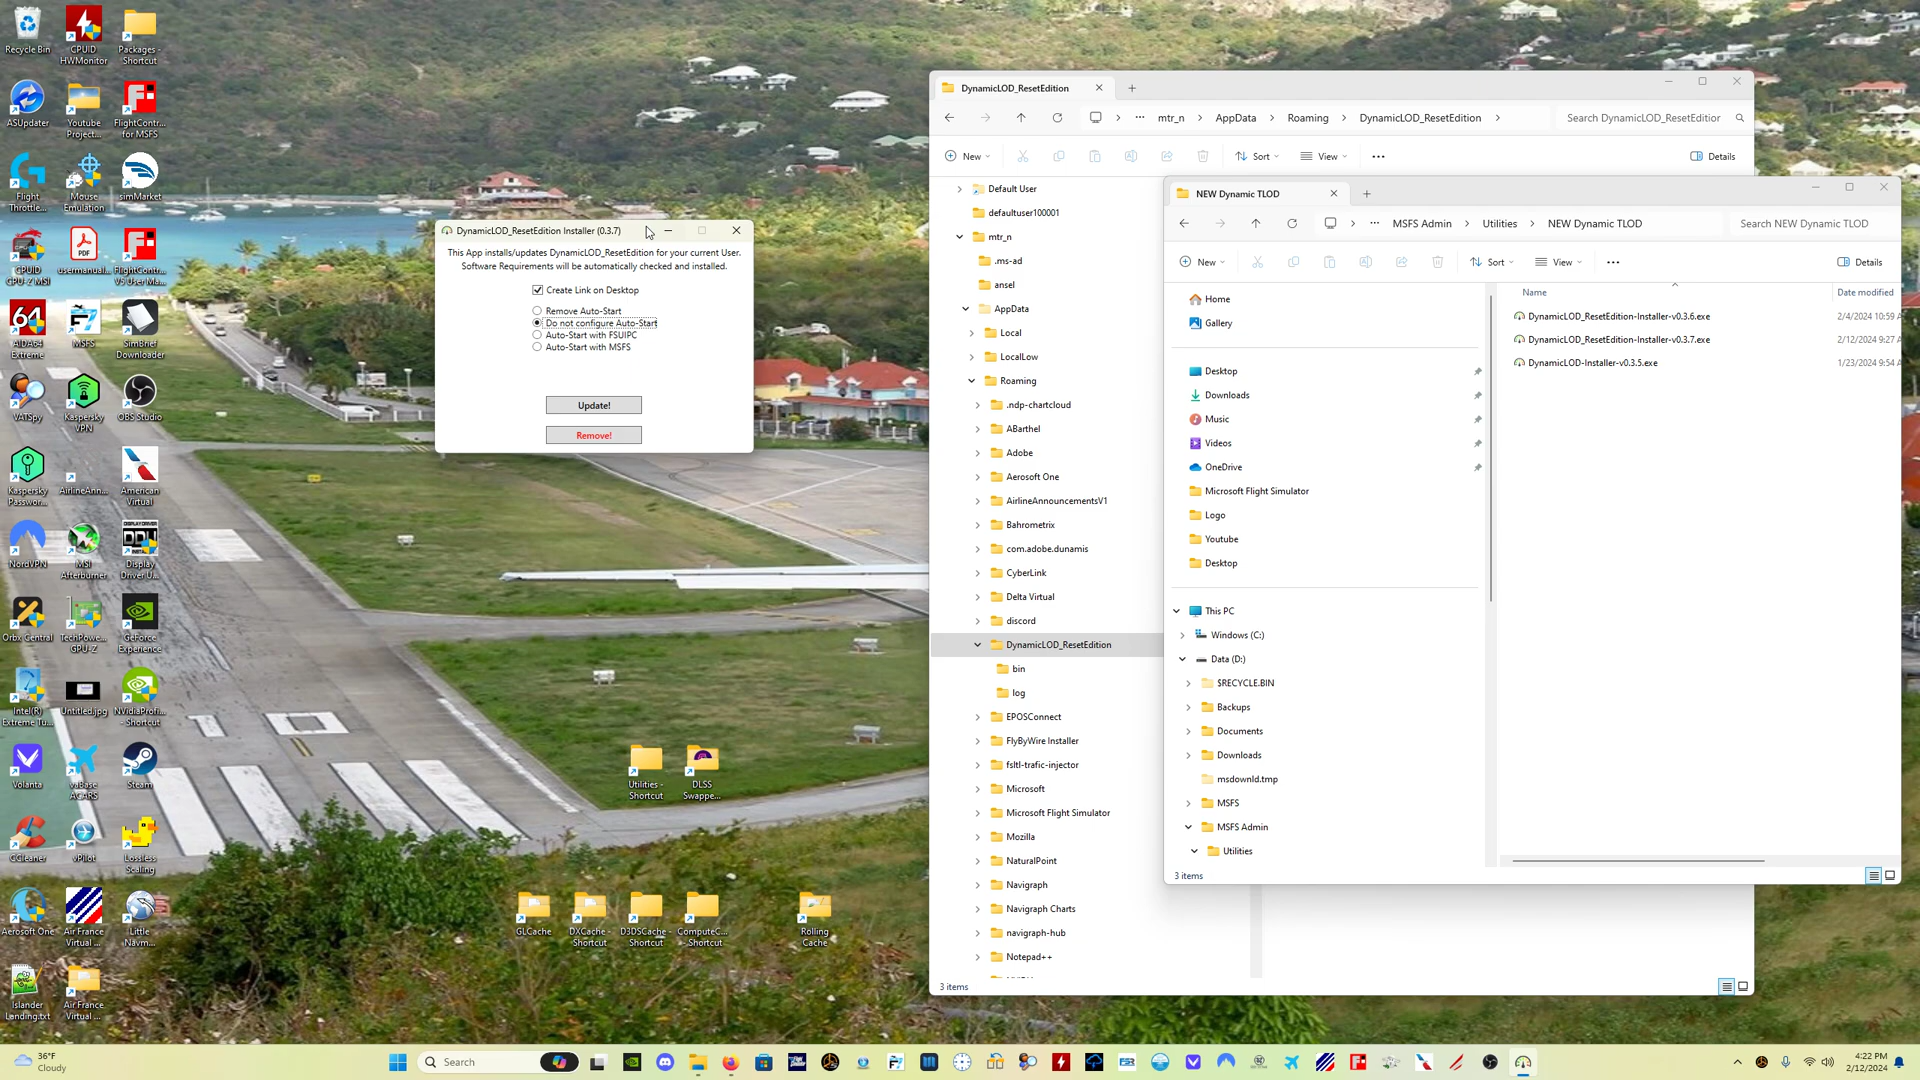 Recycle Bin
CPUID
HWMonitor
Packages -
Shortcut
ASUpdater
Youtube
Project...
FlightContr...
for MSFS
Flight
Throttle...
Mouse
Emulation
simMarket
CPUID
CPU-Z MSI
PDF
usermanual...
FlightContr...
V5 User Ma...
64
AIDA64
Extreme
MSFS
SimBrief
Downloader
VATSpy
Kaspersky
VPN
OBS Studio
Kaspersky
Passwor...
AirlineAnn...
American
Virtual
NordVPN
MSI
Afterburner
Display
Driver U...
Orbx Central
TechPowe...
GPU-Z
GeForce
Experience
Intel(R)
Extreme Tu...
Untitled.jpg
NVidiaProfi...
- Shortcut
Volanta
vaBase
ACARS
Steam
CCleaner
vPilot
Lossless
Scaling
Aerosoft One
Air France
Virtual ...
Little
Navm...
Islander
Landing.txt
Air France
Virtual ...
Utilities -
Shortcut
DLSS
Swappe...
GLCache
DXCache -
Shortcut
D3DSCache
- Shortcut
ComputeC...
- Shortcut
Rolling
Cache
DynamicLOD_ResetEdition Installer (0.3.7)
This App installs/updates DynamicLOD_ResetEdition for your current User.
Software Requirements will be automatically checked and installed.
Create Link on Desktop
Remove Auto-Start
Do not configure Auto-Start
Auto-Start with FSUIPC
Auto-Start with MSFS
Update!
Remove!
DynamicLOD_ResetEdition
mtr_n > AppData > Roaming > DynamicLOD_ResetEdition >
Search DynamicLOD_ResetEdition
New
Sort
View
Details
Default User
defaultuser100001
mtr_n
.ms-ad
ansel
AppData
Local
LocalLow
Roaming
.ndp-chartcloud
ABarthel
Adobe
Aerosoft One
AirlineAnnouncementsV1
Bahrometrix
com.adobe.dunamis
CyberLink
Delta Virtual
discord
DynamicLOD_ResetEdition
bin
log
EPOSConnect
FlyByWire Installer
fsltl-trafic-injector
Microsoft
Microsoft Flight Simulator
Mozilla
NaturalPoint
Navigraph
Navigraph Charts
navigraph-hub
Notepad++
3 items
NEW Dynamic TLOD
MSFS Admin > Utilities > NEW Dynamic TLOD
Search NEW Dynamic TLOD
New
Sort
View
Details
Home
Gallery
Desktop
Downloads
Music
Videos
OneDrive
Microsoft Flight Simulator
Logo
Youtube
Desktop
This PC
Windows (C:)
Data (D:)
$RECYCLE.BIN
Backups
Documents
Downloads
msdownld.tmp
MSFS
MSFS Admin
Utilities
Name
Date modified
DynamicLOD_ResetEdition-Installer-v0.3.6.exe
2/4/2024 10:59 A
DynamicLOD_ResetEdition-Installer-v0.3.7.exe
2/12/2024 9:27 A
DynamicLOD-Installer-v0.3.5.exe
1/23/2024 9:54 A
3 items
36°F
Cloudy
Search
4:22 PM
2/12/2024